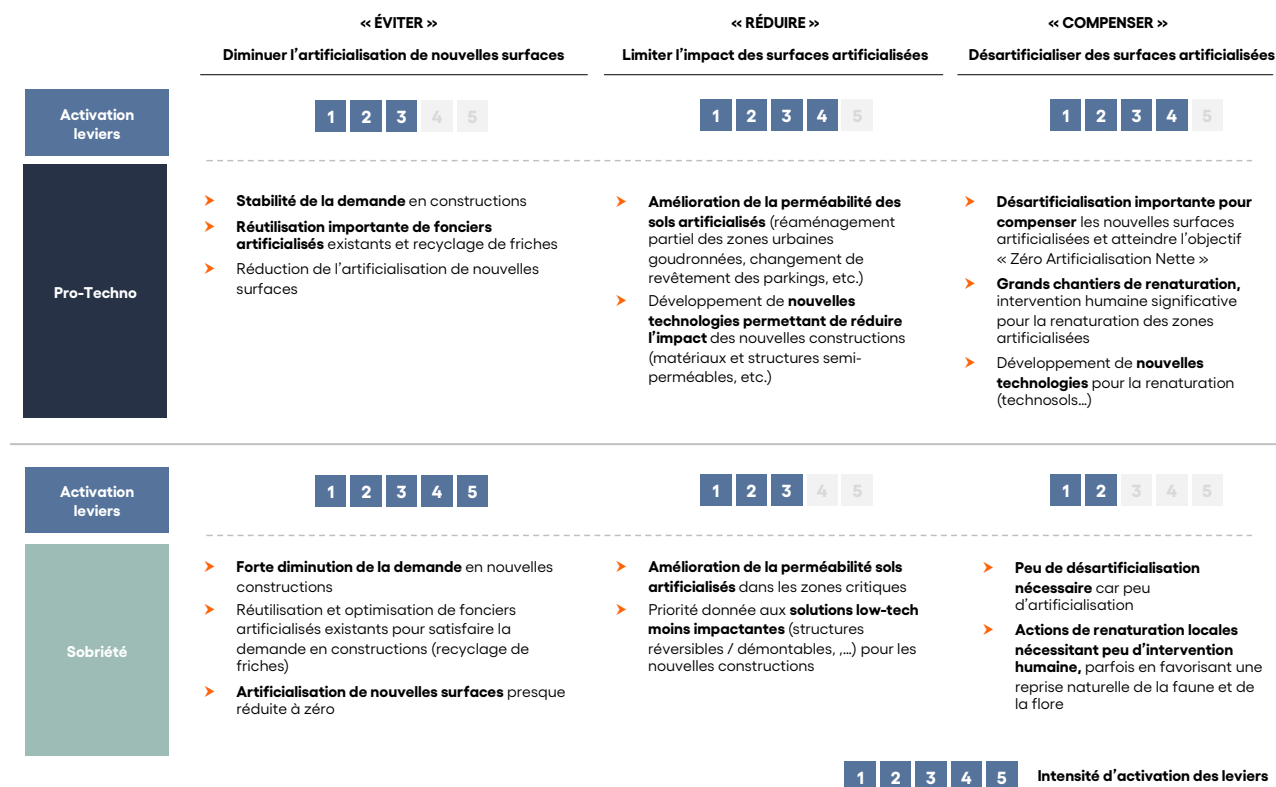 « ÉVITER »
Diminuer l’artificialisation de nouvelles surfaces
« RÉDUIRE »
Limiter l’impact des surfaces artificialisées
« COMPENSER »
Désartificialiser des surfaces artificialisées
Activation
leviers
1 2 3 4 5
1 2 3 4 5
1 2 3 4 5
Pro-Techno
Stabilité de la demande en constructions
Réutilisation importante de fonciers
artificialisés existants et recyclage de friches
Réduction de l’artificialisation de nouvelles
surfaces
Amélioration de la perméabilité des
sols artificialisés (réaménagement
partiel des zones urbaines
goudronnées, changement de
revêtement des parkings, etc.)
Développement de nouvelles
technologies permettant de réduire
l’impact des nouvelles constructions
(matériaux et structures semi-
perméables, etc.)
Désartificialisation importante pour
compenser les nouvelles surfaces
artificialisées et atteindre l’objectif
« Zéro Artificialisation Nette »
Grands chantiers de renaturation,
intervention humaine significative
pour la renaturation des zones
artificialisées
Développement de nouvelles
technologies pour la renaturation
(technosols…)
Activation
leviers
1 2 3 4 5
1 2 3 4 5
1 2 3 4 5
Sobriété
Forte diminution de la demande en nouvelles
constructions
Réutilisation et optimisation de fonciers
artificialisés existants pour satisfaire la
demande en constructions (recyclage de
friches)
Artificialisation de nouvelles surfaces presque
réduite à zéro
Amélioration de la perméabilité sols
artificialisés dans les zones critiques
Priorité donnée aux solutions low-tech
moins impactantes (structures
réversibles / démontables, ,…) pour les
nouvelles constructions
Peu de désartificialisation
nécessaire car peu
d’artificialisation
Actions de renaturation locales
nécessitant peu d’intervention
humaine, parfois en favorisant une
reprise naturelle de la faune et de
la flore
1 2 3 4 5 Intensité d’activation des leviers